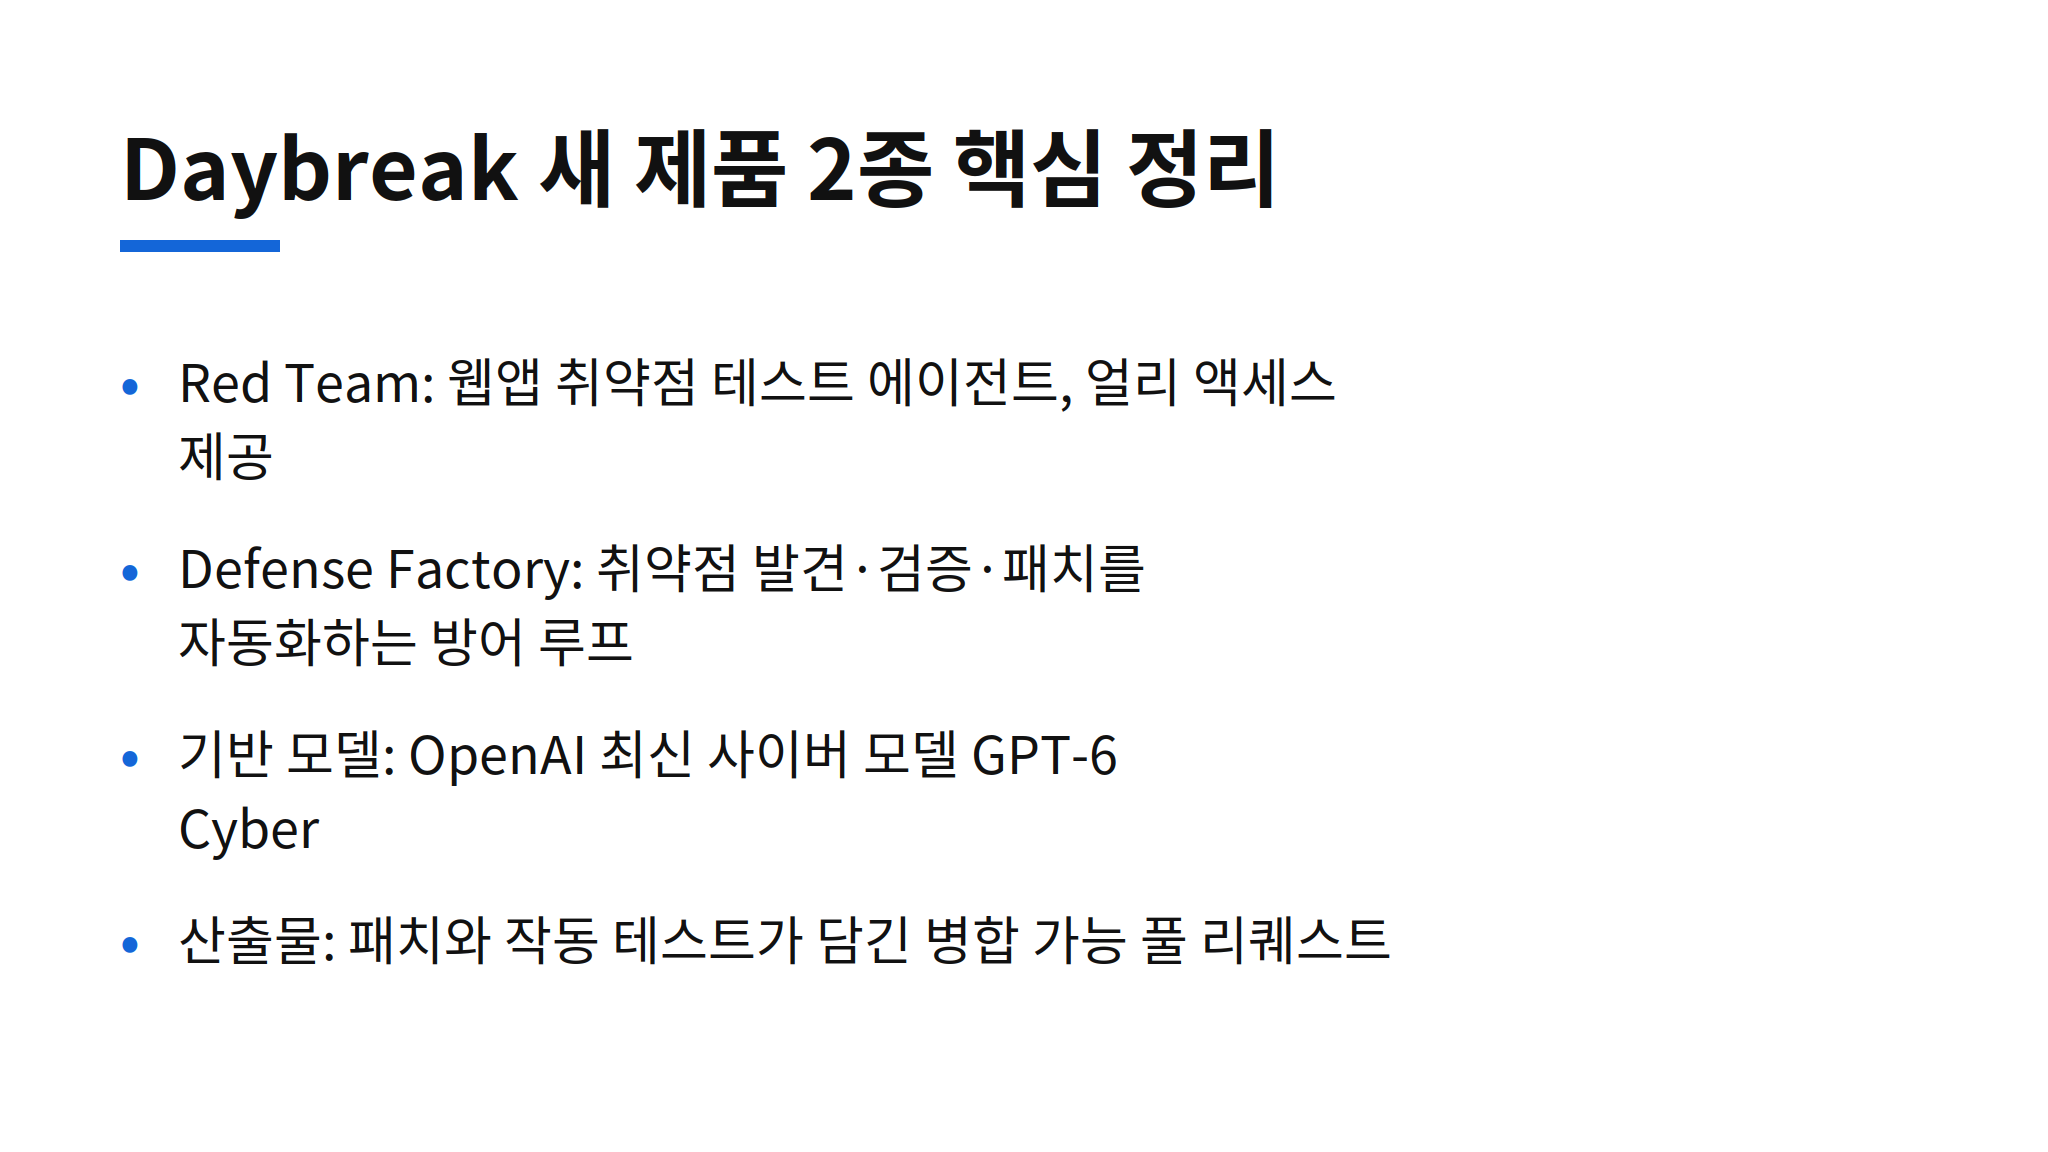 Daybreak 새 제품 2종 핵심 정리
• Red Team: 웹앱 취약점 테스트 에이전트, 얼리 액세스
제공
• Defense Factory: 취약점 발견·검증·패치를
자동화하는 방어 루프
• 기반 모델: OpenAI 최신 사이버 모델 GPT-6
Cyber
• 산출물: 패치와 작동 테스트가 담긴 병합 가능 풀 리퀘스트